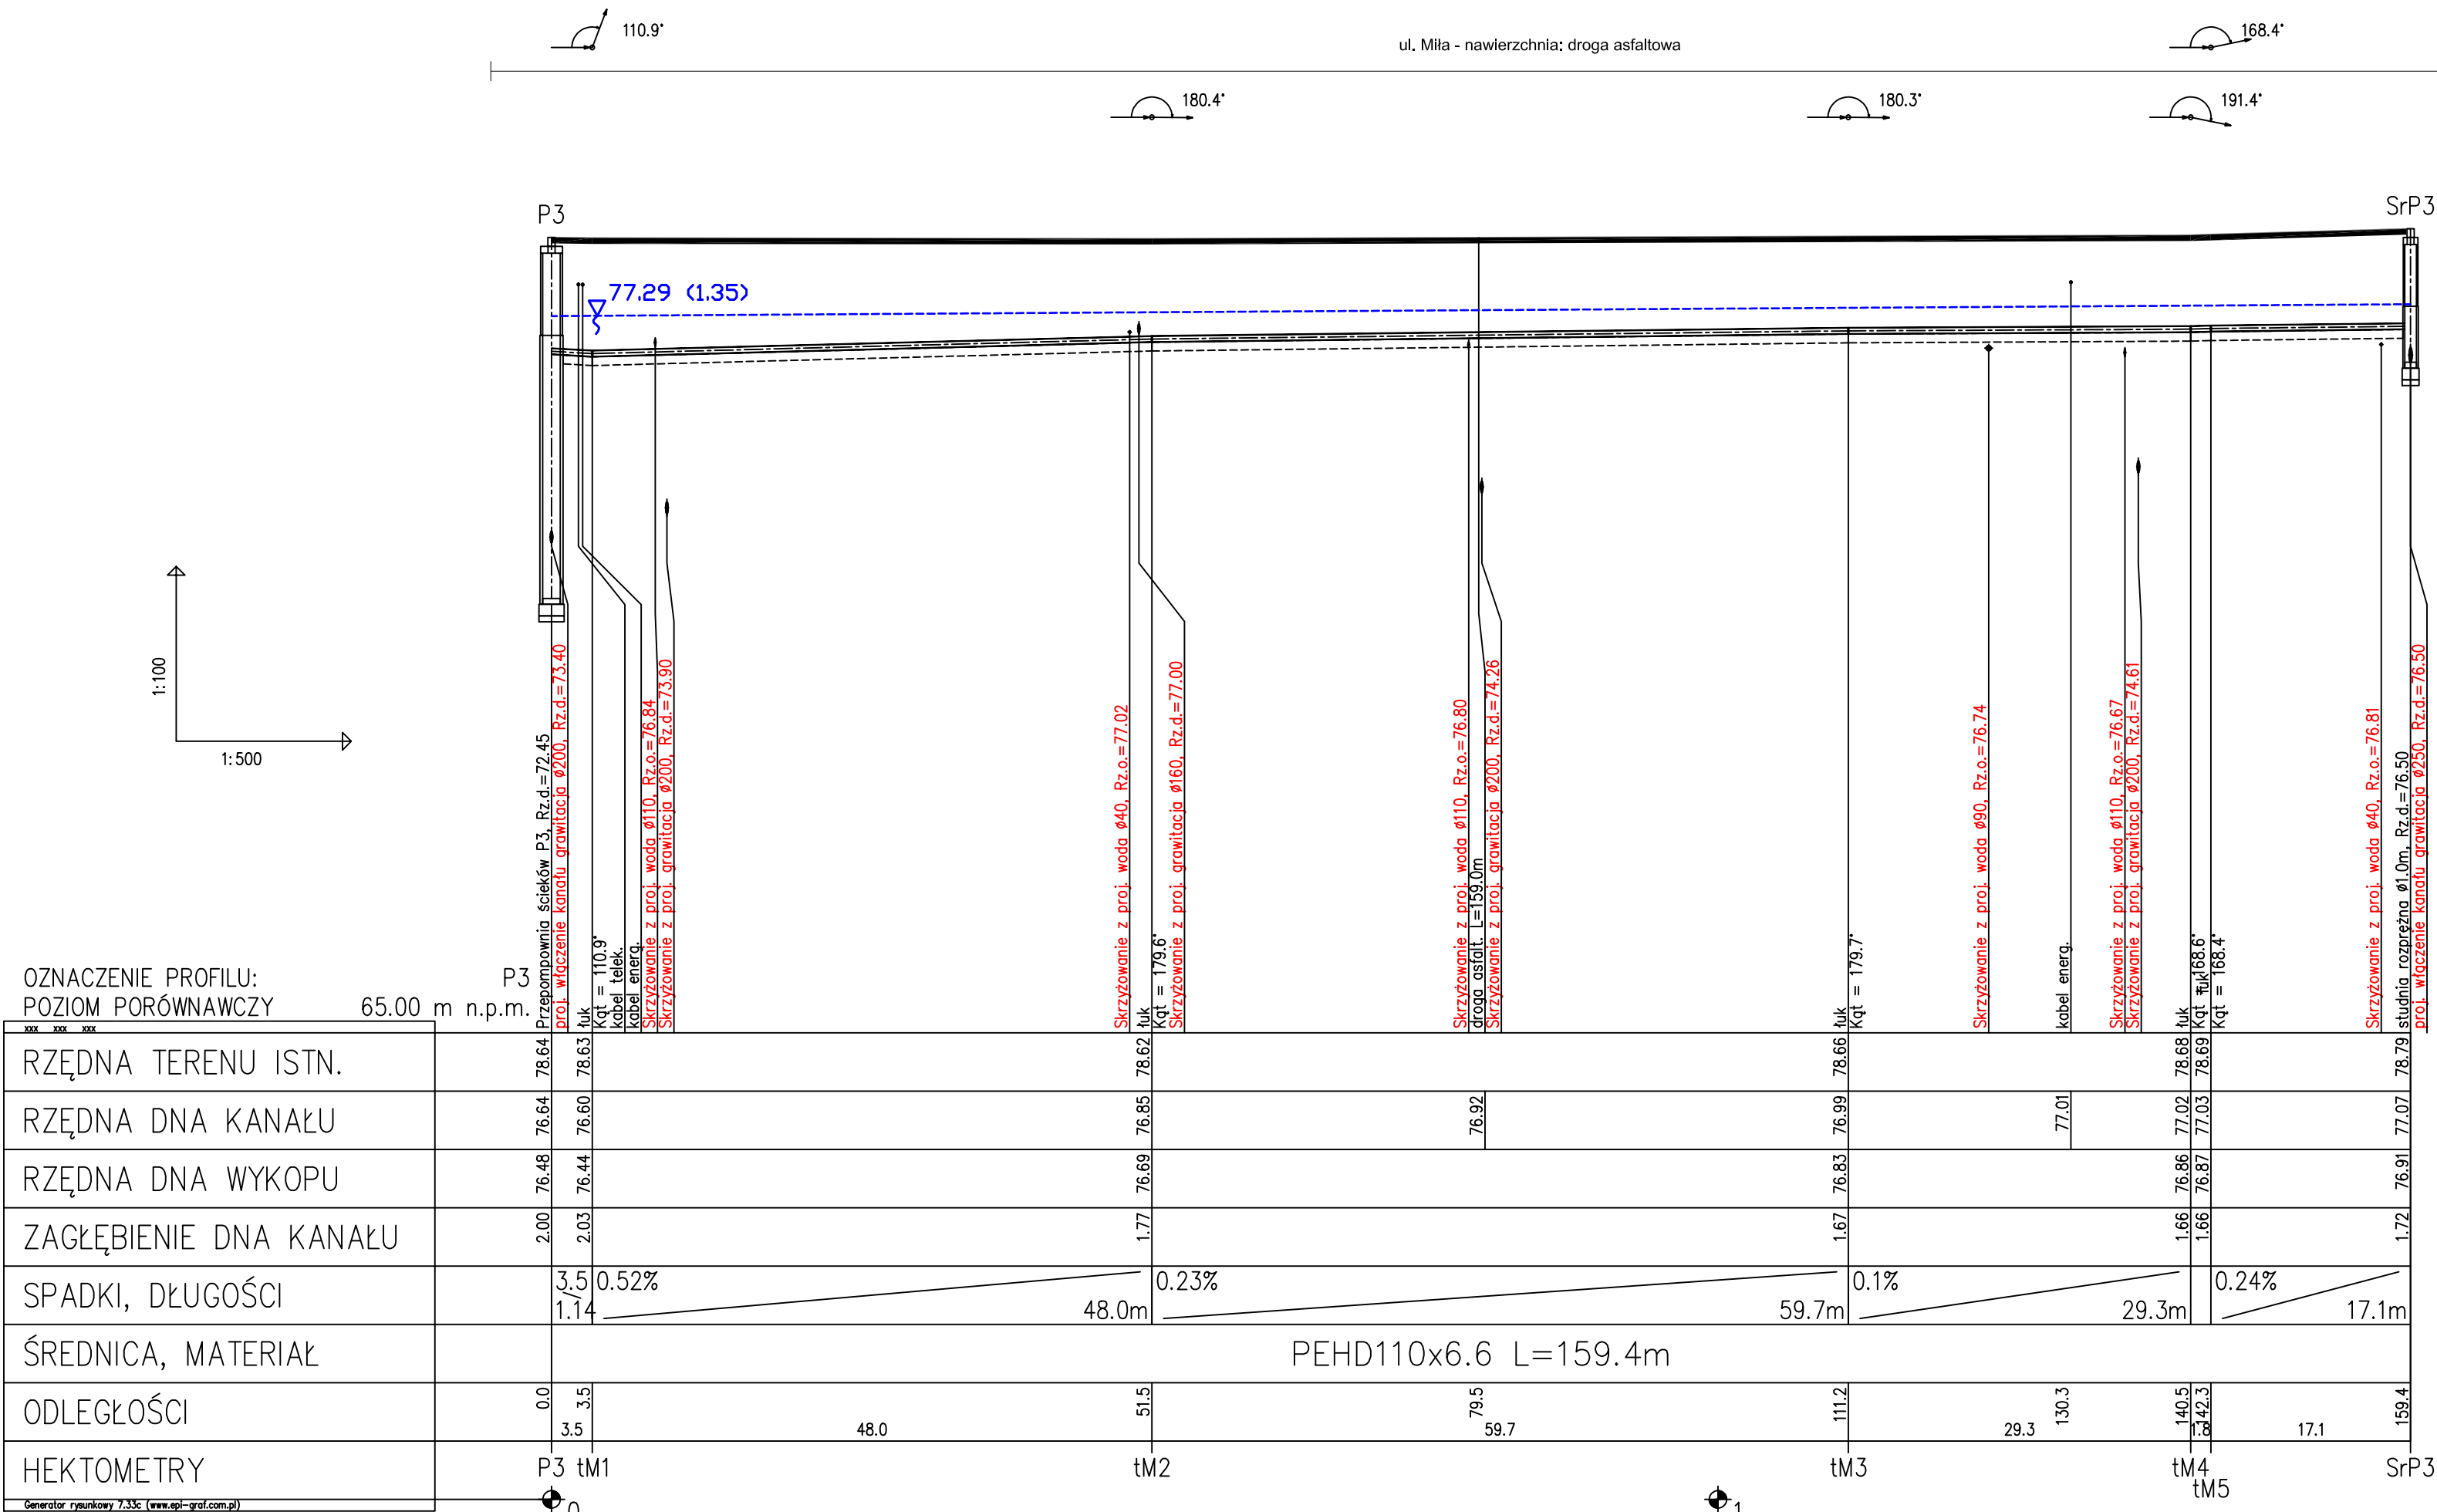 110.9°
ul. Miła - nawierzchnia: droga asfaltowa
168.4°
180.4°
180.3°
191.4°
P3
SrP3
77.29 (1.35)
1:100
1:500
Przepompownia ścieków P3, Rz.d.=72.45
proj. włączenie kanału grawitacja ø200, Rz.d.=73.40
łuk
Kąt = 110.9°
kabel telek.
kabel energ.
Skrzyżowanie z proj. woda ø110, Rz.o.=76.84
Skrzyżowanie z proj. grawitacja ø200, Rz.d.=73.90
Skrzyżowanie z proj. woda ø40, Rz.o.=77.02
łuk
Kąt = 179.6°
Skrzyżowanie z proj. grawitacja ø160, Rz.d.=77.00
Skrzyżowanie z proj. woda ø110, Rz.o.=76.80
droga asfalt. L=159.0m
Skrzyżowanie z proj. grawitacja ø200, Rz.d.=74.26
łuk
Kąt = 179.7°
Skrzyżowanie z proj. woda ø90, Rz.o.=76.74
kabel energ.
Skrzyżowanie z proj. woda ø110, Rz.o.=76.67
Skrzyżowanie z proj. grawitacja ø200, Rz.d.=74.61
łuk
Kąt = 168.6°
łuk
Kąt = 168.4°
Skrzyżowanie z proj. woda ø40, Rz.o.=76.81
studnia rozprężna ø1.0m, Rz.d.=76.50
proj. włączenie kanału grawitacja ø250, Rz.d.=76.50
OZNACZENIE PROFILU: P3
POZIOM PORÓWNAWCZY 65.00 m n.p.m.
xxx xxx xxx
RZĘDNA TERENU ISTN. 78.64 78.63 78.62 78.66 78.68 78.69 78.79
RZĘDNA DNA KANAŁU 76.64 76.60 76.85 76.92 76.99 77.01 77.02 77.03 77.07
RZĘDNA DNA WYKOPU 76.48 76.44 76.69 76.83 76.86 76.87 76.91
ZAGŁĘBIENIE DNA KANAŁU 2.00 2.03 1.77 1.67 1.66 1.66 1.72
SPADKI, DŁUGOŚCI 3.5 0.52% 0.23% 0.1% 0.24%
1.14 48.0m 59.7m 29.3m 17.1m
ŚREDNICA, MATERIAŁ PEHD110x6.6 L=159.4m
ODLEGŁOŚCI 0.0 3.5 51.5 79.5 111.2 130.3 140.5 142.3 159.4
3.5 48.0 59.7 29.3 1.8 17.1
HEKTOMETRY P3 tM1 tM2 tM3 tM4 SrP3
tM5
Generator rysunkowy 7.33c (www.epi-graf.com.pl)
0 1